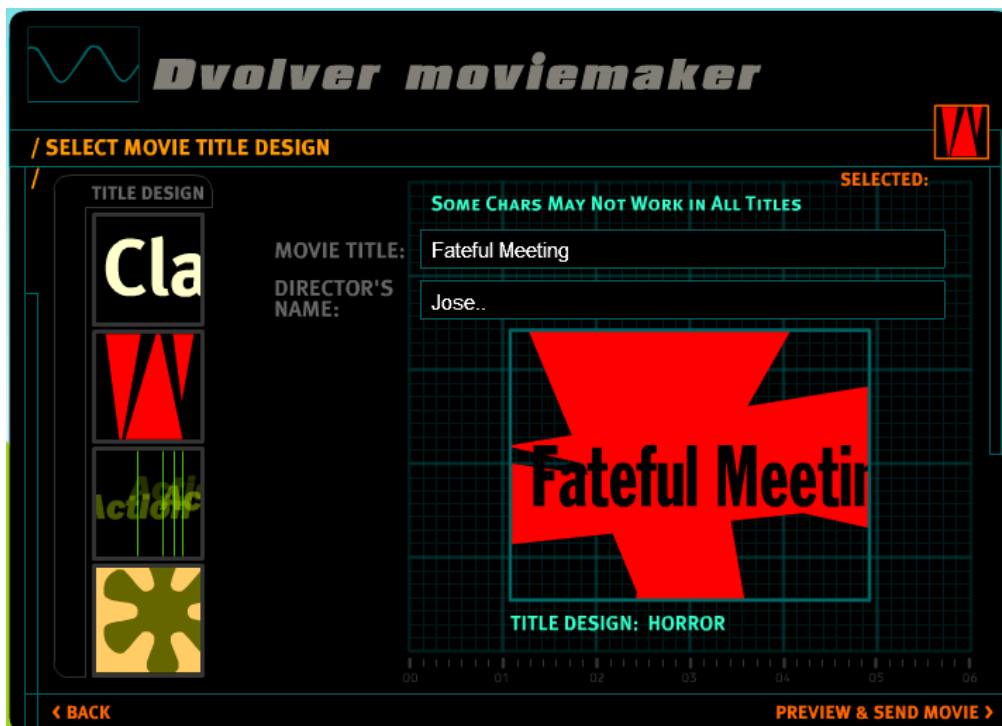 Dvolver moviemaker
/ SELECT MOVIE TITLE DESIGN
/
SELECTED:
TITLE DESIGN
SOME CHARS MAY NOT WORK IN ALL TITLES
Cla
MOVIE TITLE:
Fateful Meeting
DIRECTOR'S
NAME:
Jose..
Action
Fateful Meetin
TITLE DESIGN: HORROR
00 01 02 03 04 05 06
< BACK
PREVIEW & SEND MOVIE >